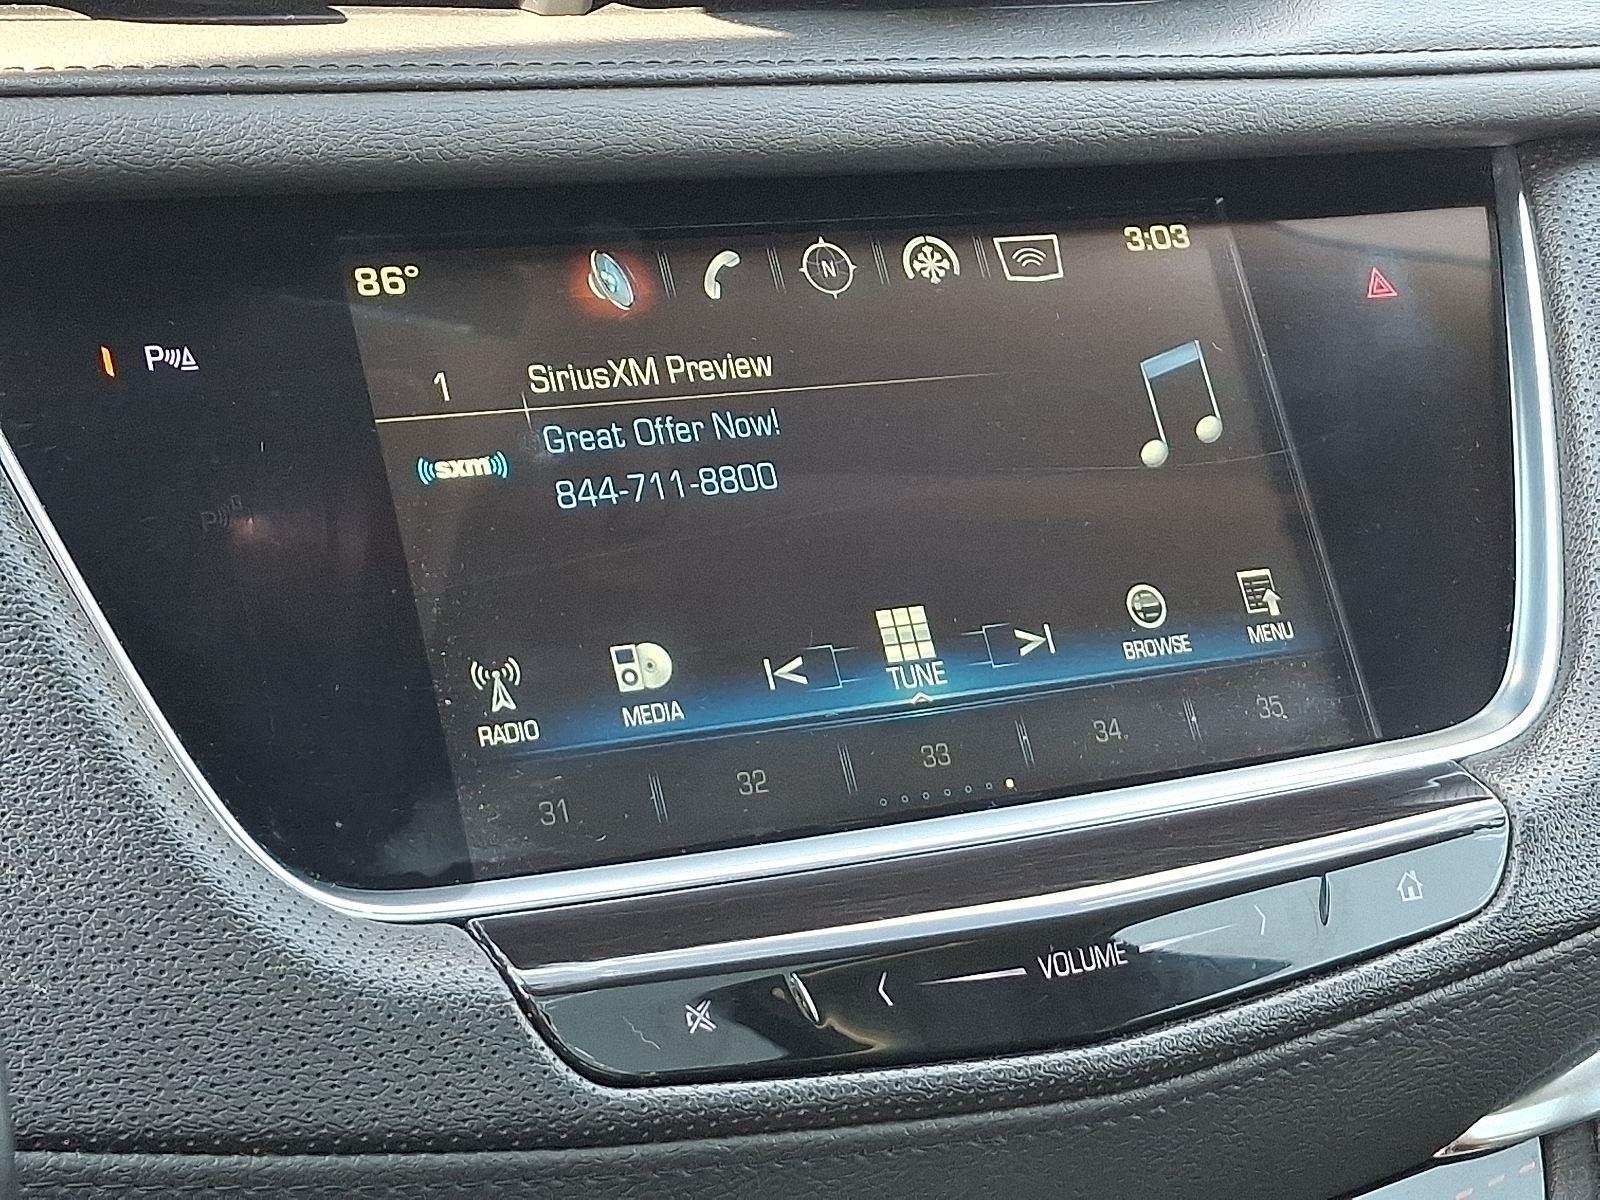 86°
3:03
N
P
1 SiriusXM Preview
sxm
Great Offer Now!
844-711-8800
RADIO
MEDIA
TUNE
BROWSE
MENU
31 32 33 34 35
VOLUME